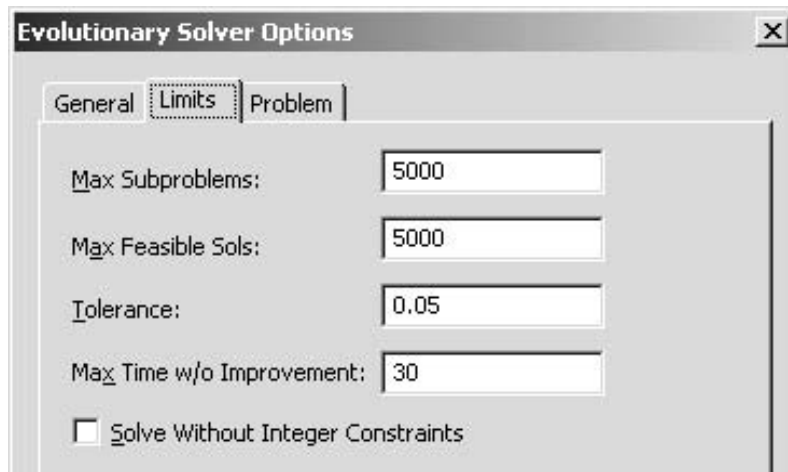 Evolutionary Solver Options
General Limits Problem
Max Subproblems: 5000
Max Feasible Sols: 5000
Tolerance: 0.05
Max Time w/o Improvement: 30
Solve Without Integer Constraints